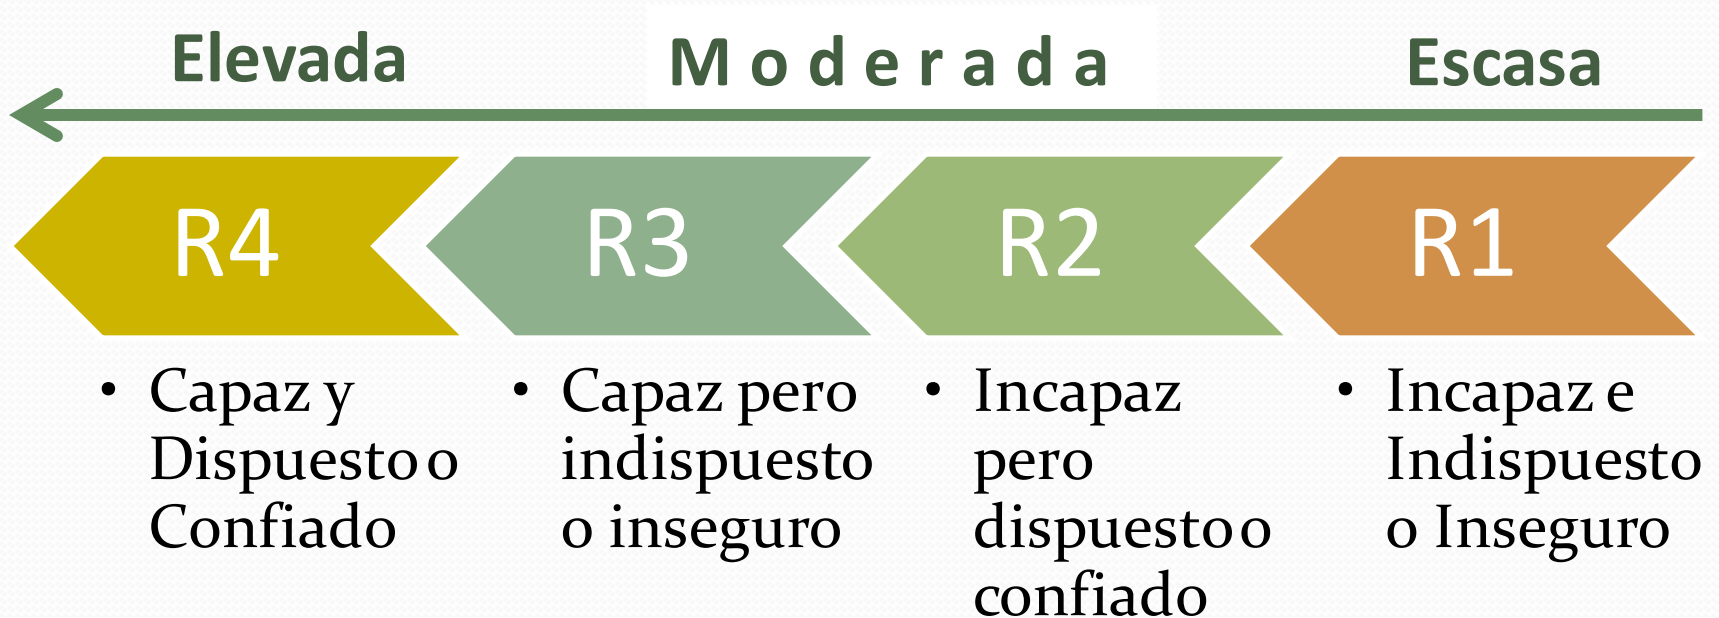 Elevada
Moderada
Escasa
R4
R3
R2
R1
• Capaz y
Dispuesto o
Confiado
• Capaz pero
indispuesto
o inseguro
• Incapaz
pero
dispuesto o
confiado
• Incapaz e
Indispuesto
o Inseguro